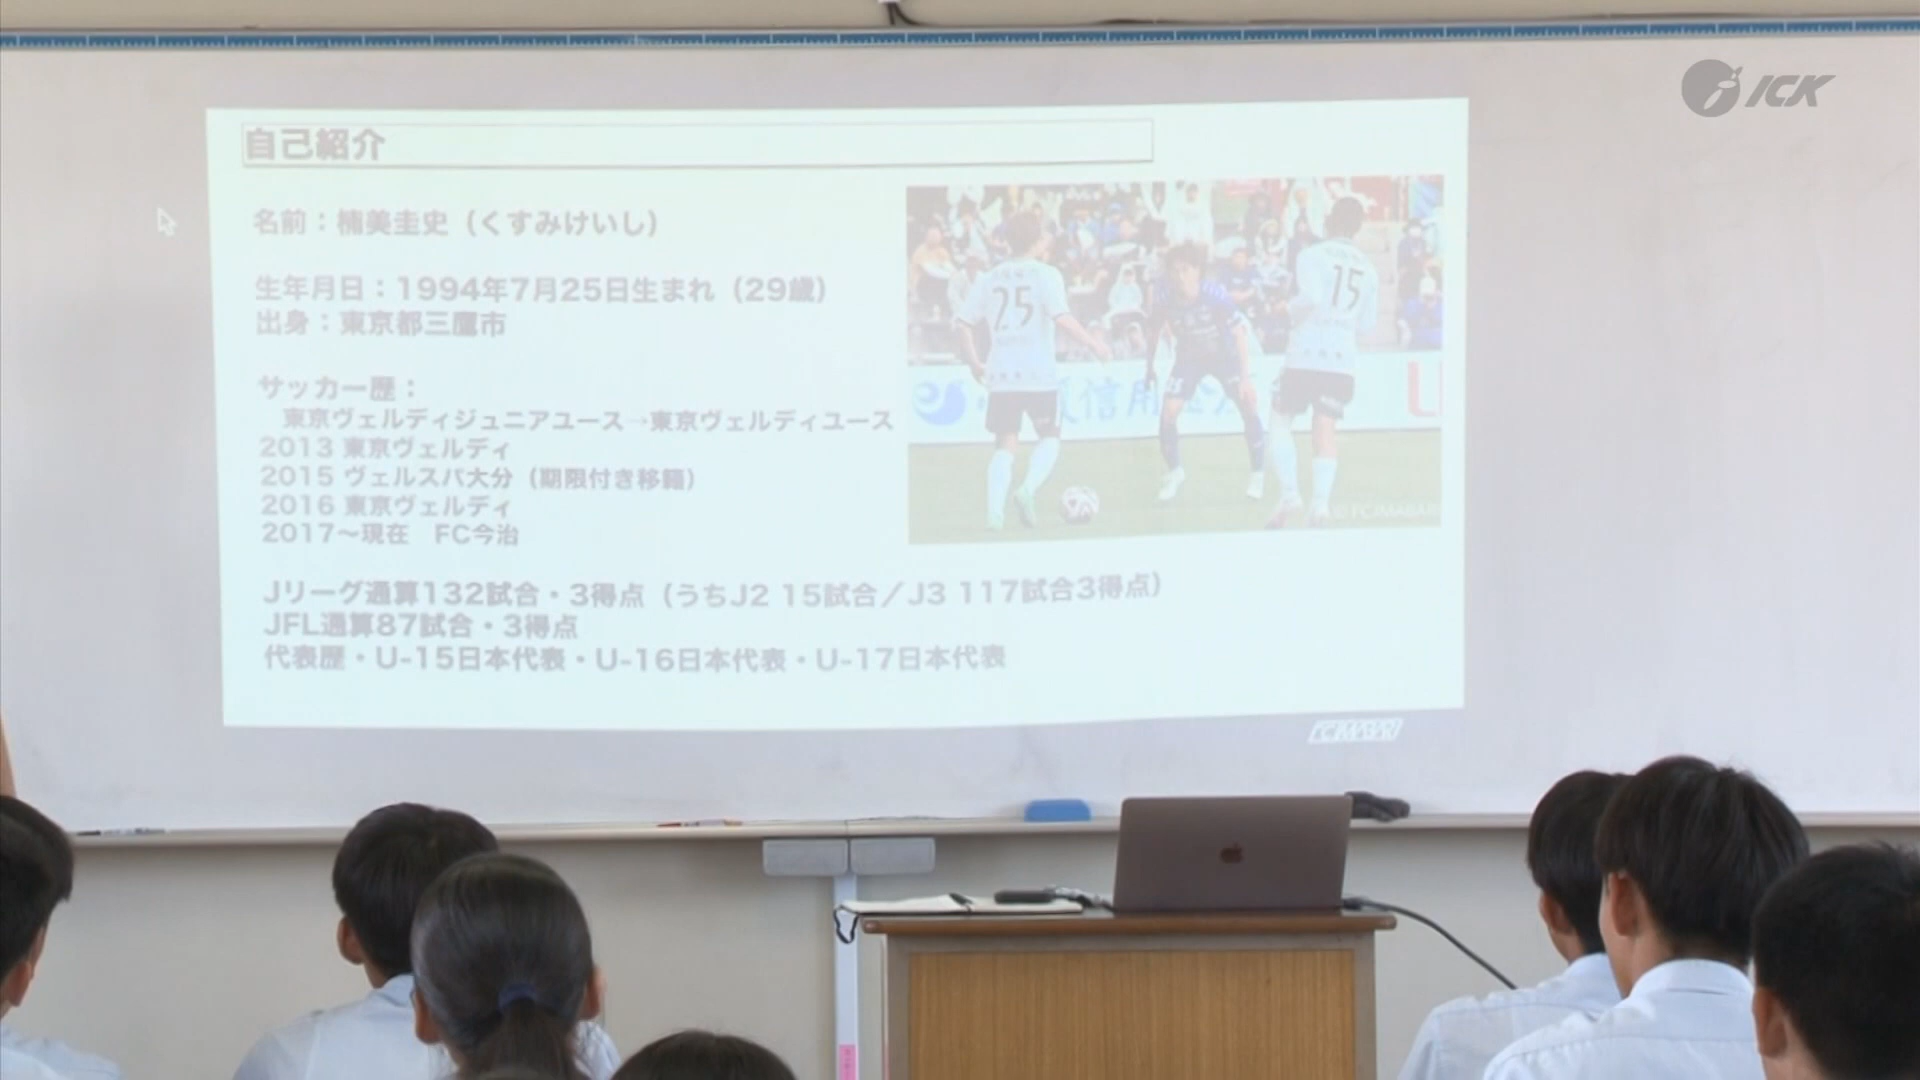 ICK
自己紹介
名前：楠美圭史（くすみけいし）
生年月日：1994年7月25日生まれ（29歳）
出身：東京都三鷹市
サッカー歴：
東京ヴェルディジュニアユース→東京ヴェルディユース
2013 東京ヴェルディ
2015 ヴェルスパ大分（期限付き移籍）
2016 東京ヴェルディ
2017～現在　FC今治
Jリーグ通算132試合・3得点（うちJ2 15試合／J3 117試合3得点）
JFL通算87試合・3得点
代表歴・U-15日本代表・U-16日本代表・U-17日本代表
25
15
信用金
FC IMABARI